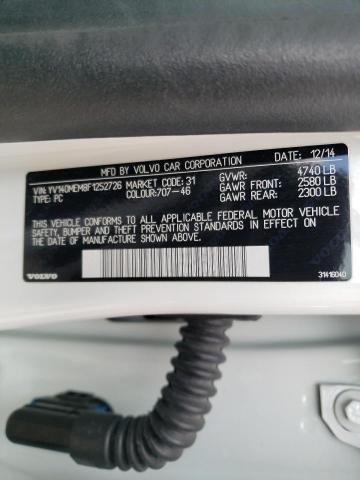 MFD BY VOLVO CAR CORPORATION DATE: 12/14
VIN: YV140MEM8F1252726 MARKET CODE: 31 GVWR: 4740 LB
TYPE: PC COLOUR: 707-46 GAWR FRONT: 2580 LB
GAWR REAR: 2300 LB
THIS VEHICLE CONFORMS TO ALL APPLICABLE FEDERAL MOTOR VEHICLE
SAFETY, BUMPER AND THEFT PREVENTION STANDARDS IN EFFECT ON
THE DATE OF MANUFACTURE SHOWN ABOVE.
VOLVO
31419040